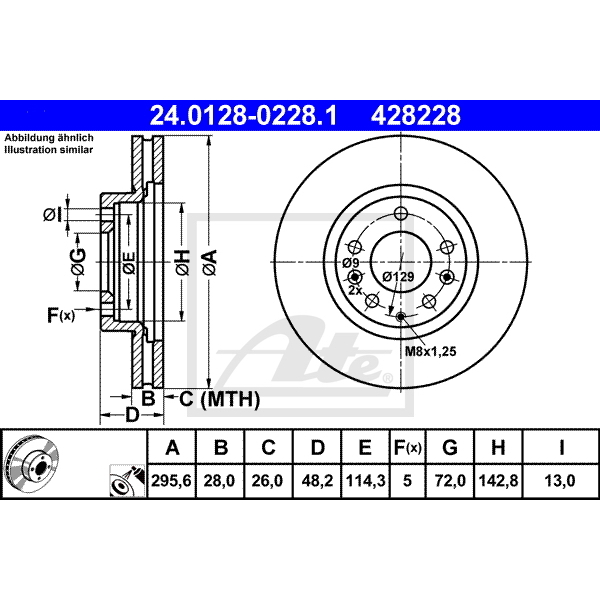 24.0128-0228.1 428228
Abbildung ähnlich
Illustration similar
ØI
ØG
ØE
ØH
ØA
F(x)
B
C (MTH)
D
Ø9
2x
Ø129
M8x1,25
Ate
A B C D E F(x) G H I
295,6 28,0 26,0 48,2 114,3 5 72,0 142,8 13,0